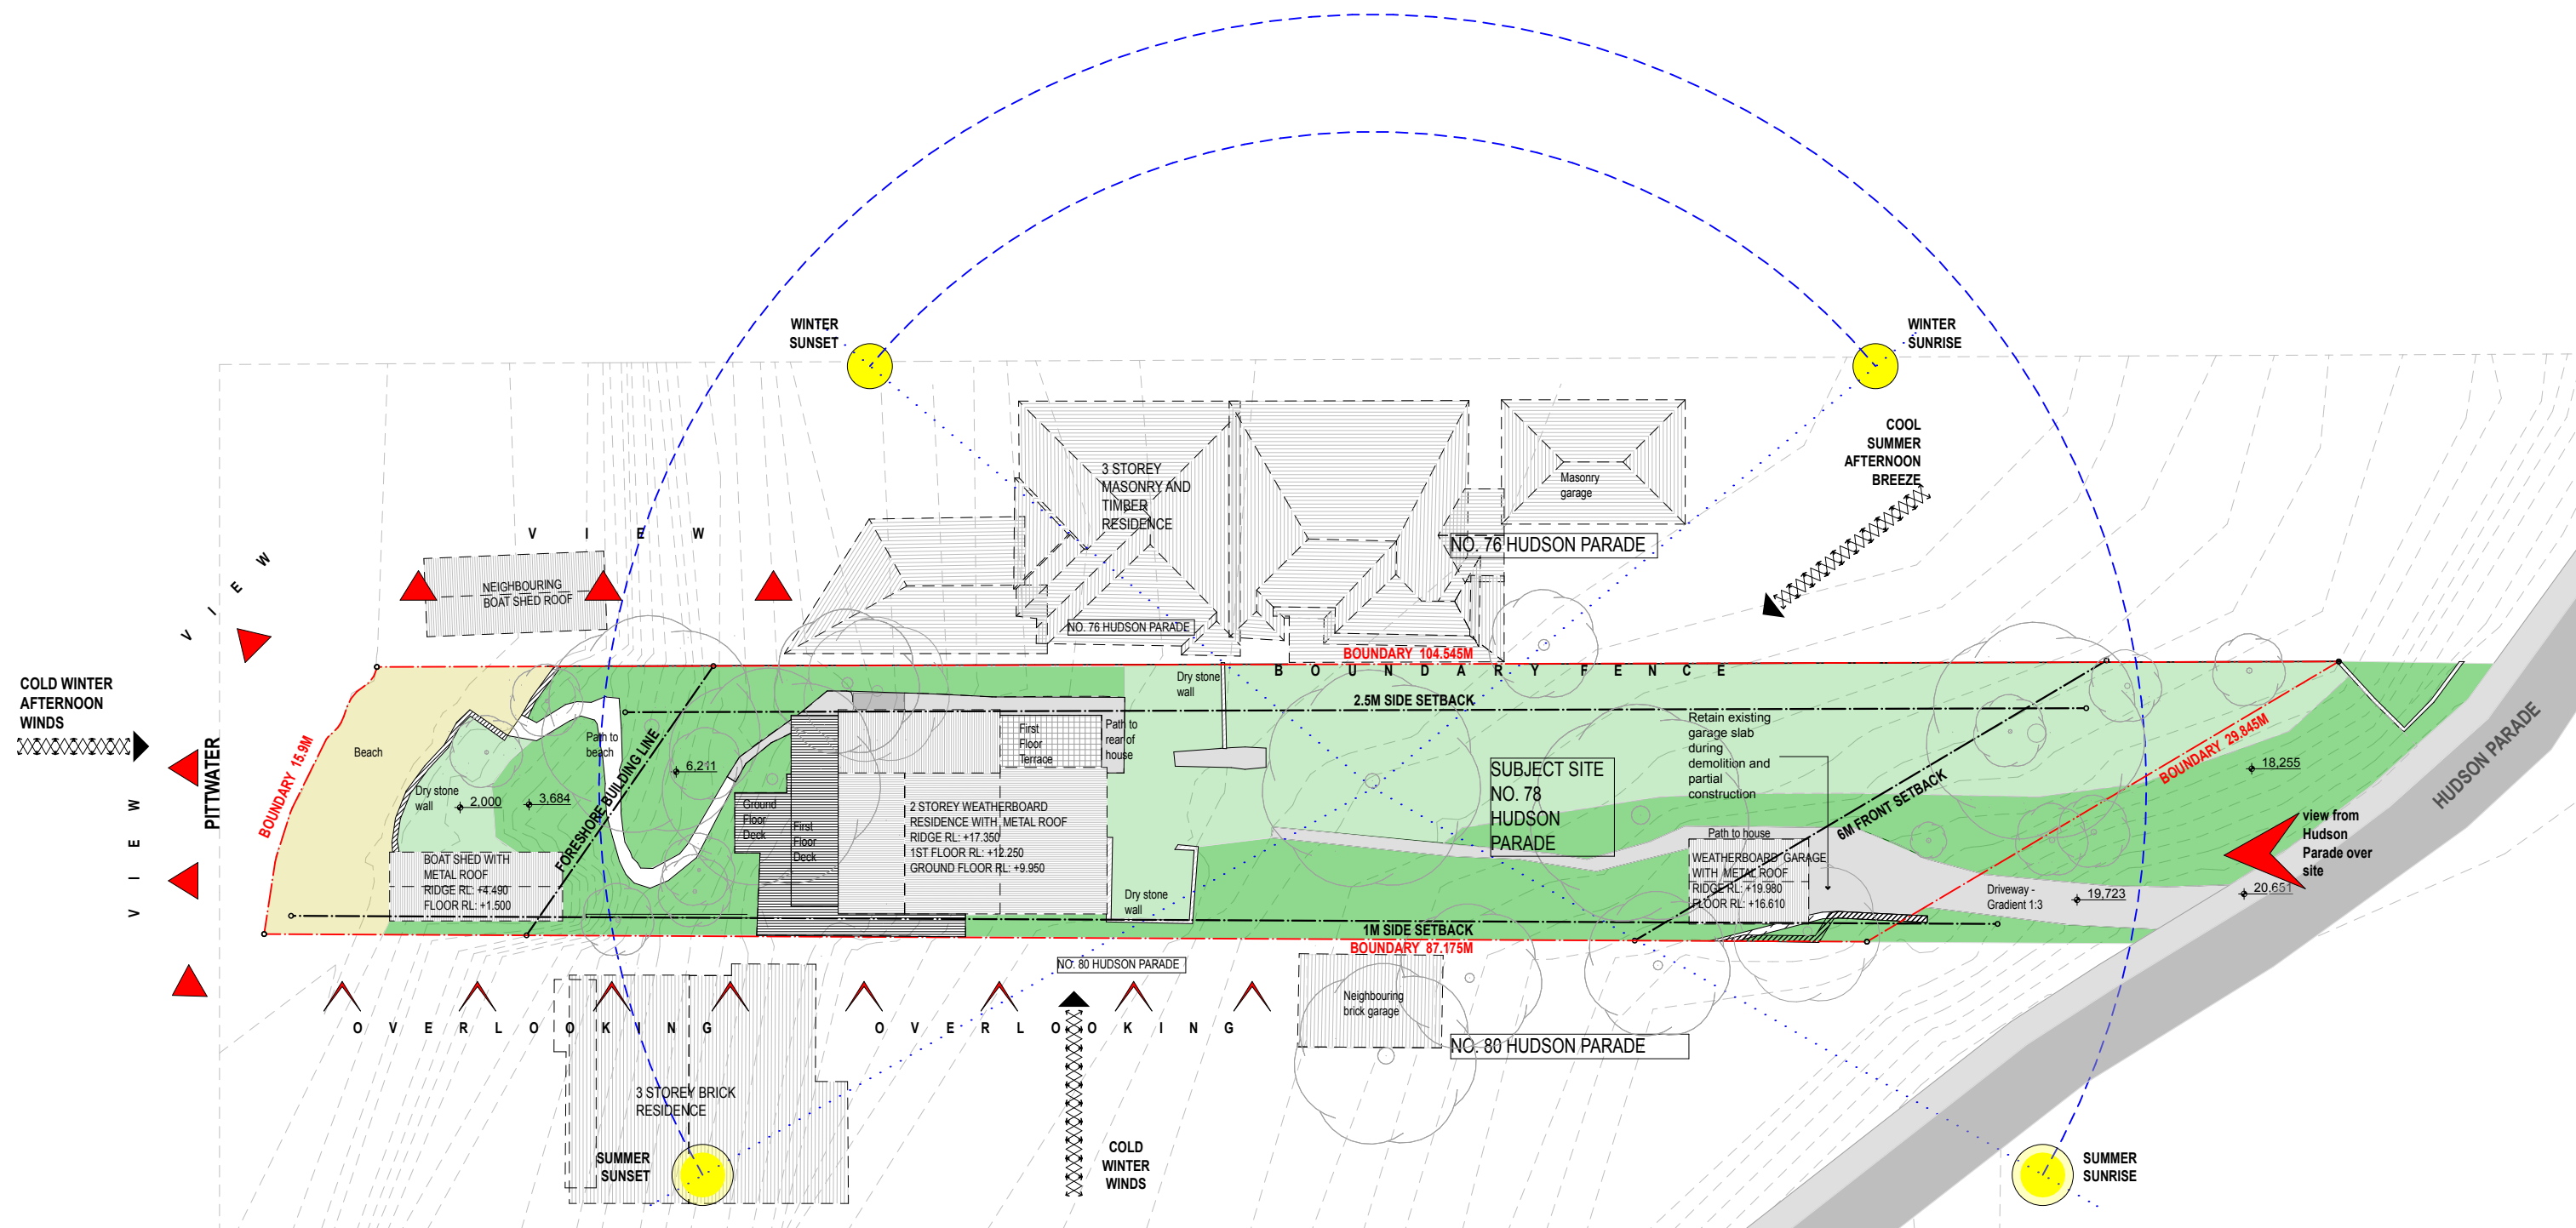 WINTER
SUNSET
WINTER
SUNRISE
COOL
SUMMER
AFTERNOON
BREEZE
3 STOREY
MASONRY AND
TIMBER
RESIDENCE
Masonry
garage
NO. 76 HUDSON PARADE
VIEW
VIEW
NEIGHBOURING
BOAT SHED ROOF
NO. 76 HUDSON PARADE
BOUNDARY 104.545M
BOUNDARY FENCE
COLD WINTER
AFTERNOON
WINDS
PITTWATER
VIEW
BOUNDARY 15.9M
Beach
Dry stone
wall
2,000
3,684
Path to
beach
FORESHORE BUILDING LINE
6,211
BOAT SHED WITH
METAL ROOF
RIDGE RL: +4.490
FLOOR RL: +1.500
Ground
Floor
Deck
First
Floor
Deck
First
Floor
Terrace
Path to
rear of
house
2 STOREY WEATHERBOARD
RESIDENCE WITH METAL ROOF
RIDGE RL: +17.350
1ST FLOOR RL: +12.250
GROUND FLOOR RL: +9.950
Dry stone
wall
Dry stone
wall
2.5M SIDE SETBACK
SUBJECT SITE
NO. 78
HUDSON
PARADE
Retain existing
garage slab
during
demolition and
partial
construction
Path to house
WEATHERBOARD GARAGE
WITH METAL ROOF
RIDGE RL: +19.980
FLOOR RL: +16.610
6M FRONT SETBACK
BOUNDARY 29.845M
Driveway -
Gradient 1:3
19,723
18,255
20,651
view from
Hudson
Parade over
site
HUDSON PARADE
1M SIDE SETBACK
BOUNDARY 87.175M
NO. 80 HUDSON PARADE
OVERLOOKING
OVERLOOKING
Neighbouring
brick garage
NO. 80 HUDSON PARADE
3 STOREY BRICK
RESIDENCE
SUMMER
SUNSET
COLD
WINTER
WINDS
SUMMER
SUNRISE